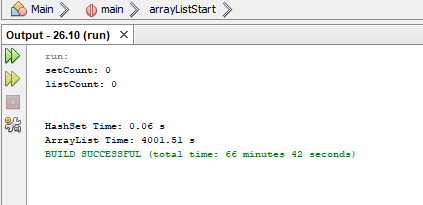 Main
main
arrayListStart
Output - 26.10 (run)
run:
setCount: 0
listCount: 0
HashSet Time: 0.06 s
ArrayList Time: 4001.51 s
BUILD SUCCESSFUL (total time: 66 minutes 42 seconds)